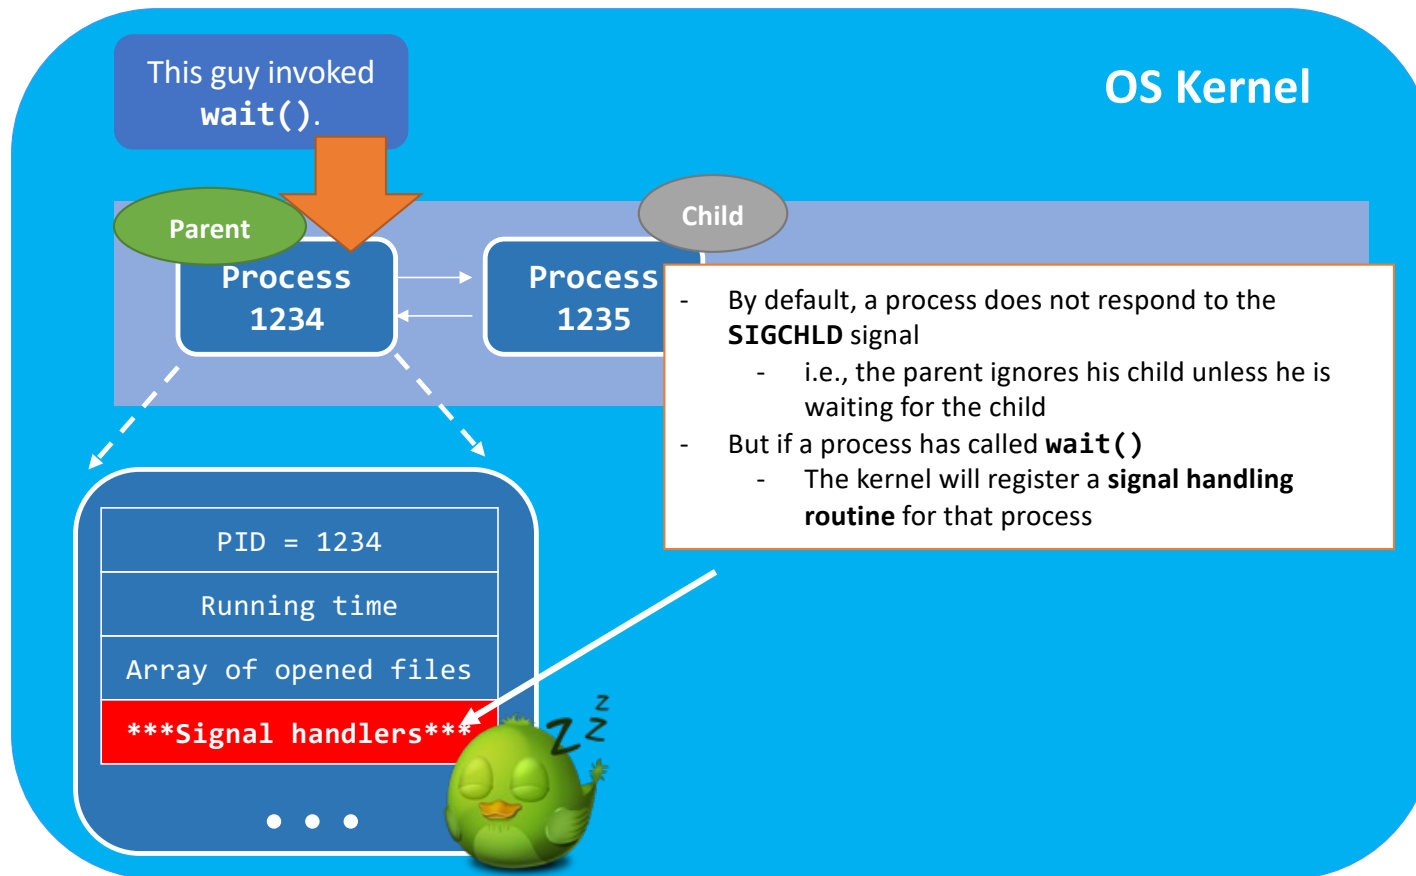 This guy invoked
wait().
OS Kernel
Parent
Child
Process
1234
Process
1235
- By default, a process does not respond to the
SIGCHLD signal
- i.e., the parent ignores his child unless he is
waiting for the child
- But if a process has called wait()
- The kernel will register a signal handling
routine for that process
PID = 1234
Running time
Array of opened files
***Signal handlers***
z z z
• • •